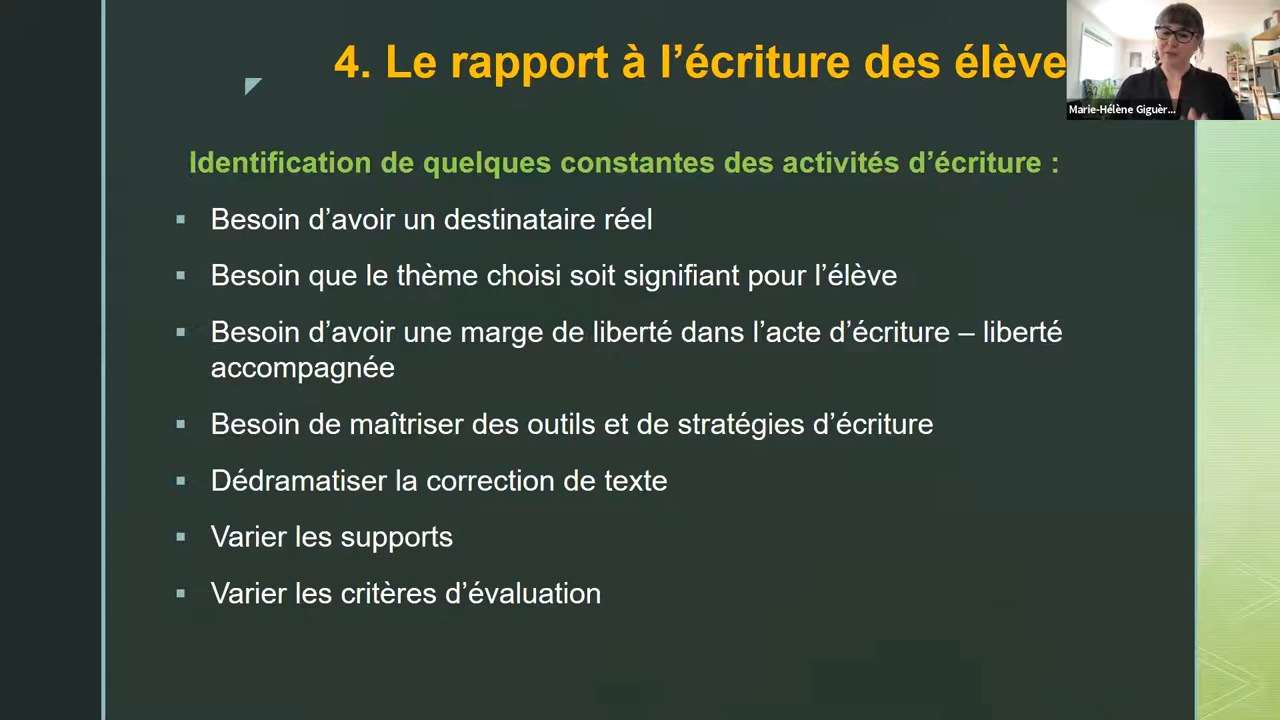 4. Le rapport à l’écriture des élève
Marie-Hélène Giguèr...
Identification de quelques constantes des activités d’écriture :
▪ Besoin d’avoir un destinataire réel
▪ Besoin que le thème choisi soit signifiant pour l’élève
▪ Besoin d’avoir une marge de liberté dans l’acte d’écriture – liberté
accompagnée
▪ Besoin de maîtriser des outils et de stratégies d’écriture
▪ Dédramatiser la correction de texte
▪ Varier les supports
▪ Varier les critères d’évaluation